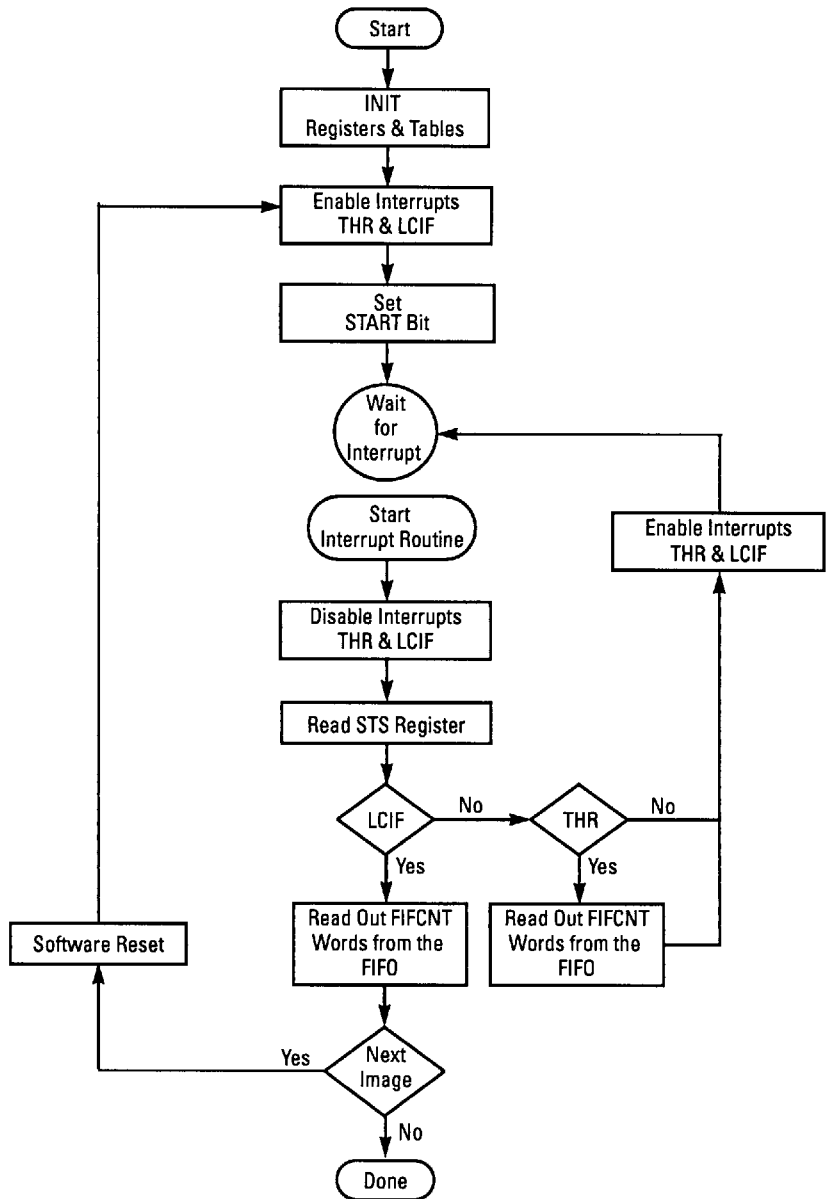 Start
INIT
Registers & Tables
Enable Interrupts
THR & LCIF
Set
START Bit
Wait
for
Interrupt
Start
Interrupt Routine
Enable Interrupts
THR & LCIF
Disable Interrupts
THR & LCIF
Read STS Register
LCIF
No
THR
No
Yes
Yes
Read Out FIFCNT
Words from the
FIFO
Read Out FIFCNT
Words from the
FIFO
Software Reset
Yes
Next
Image
No
Done